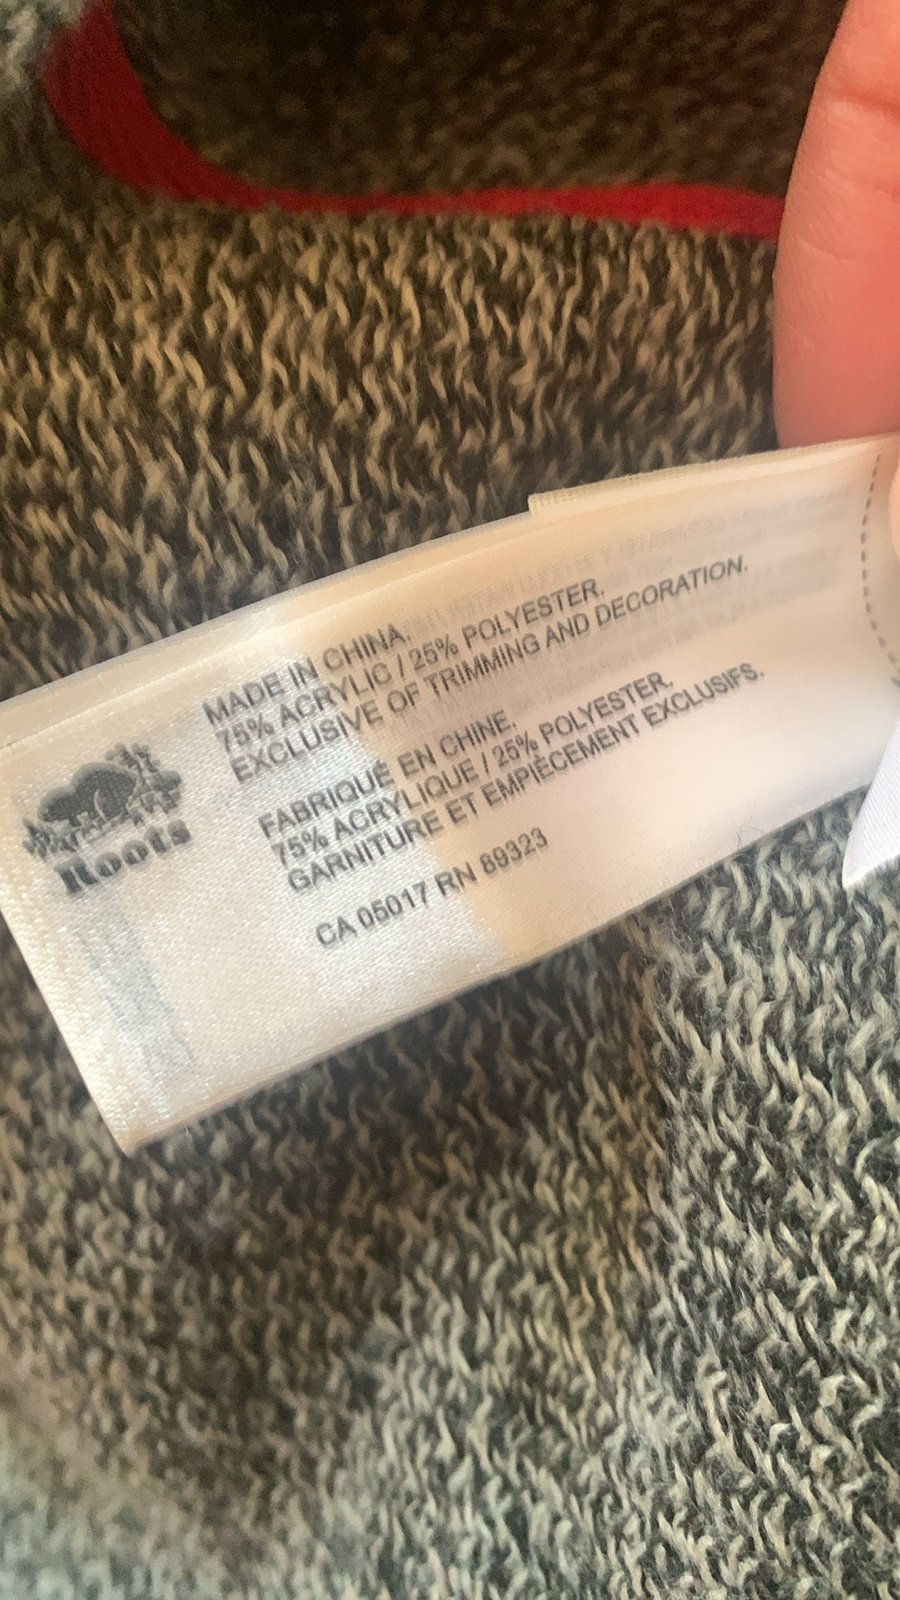 MADE IN CHINA.
75% ACRYLIC / 25% POLYESTER.
EXCLUSIVE OF TRIMMING AND DECORATION.
FABRIQUÉ EN CHINE.
75% ACRYLIQUE / 25% POLYESTER.
GARNITURE ET EMPIÈCEMENT EXCLUSIFS.
CA 05017 RN 89323
Roots